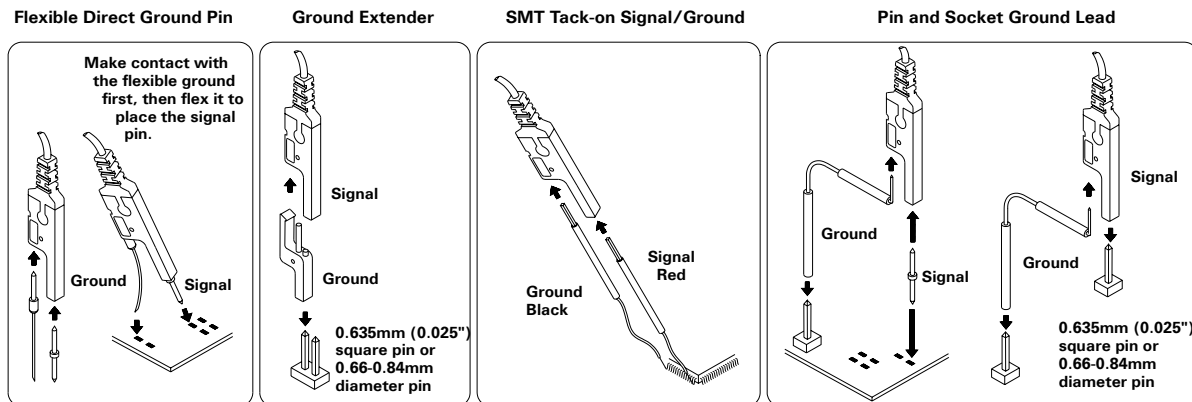 Flexible Direct Ground Pin
Make contact with
the flexible ground
first, then flex it to
place the signal
pin.
Ground
Signal
Ground Extender
Signal
Ground
0.635mm (0.025")
square pin or
0.66-0.84mm
diameter pin
SMT Tack-on Signal/Ground
Signal
Red
Ground
Black
Pin and Socket Ground Lead
Ground
Signal
Ground
0.635mm (0.025")
square pin or
0.66-0.84mm
diameter pin